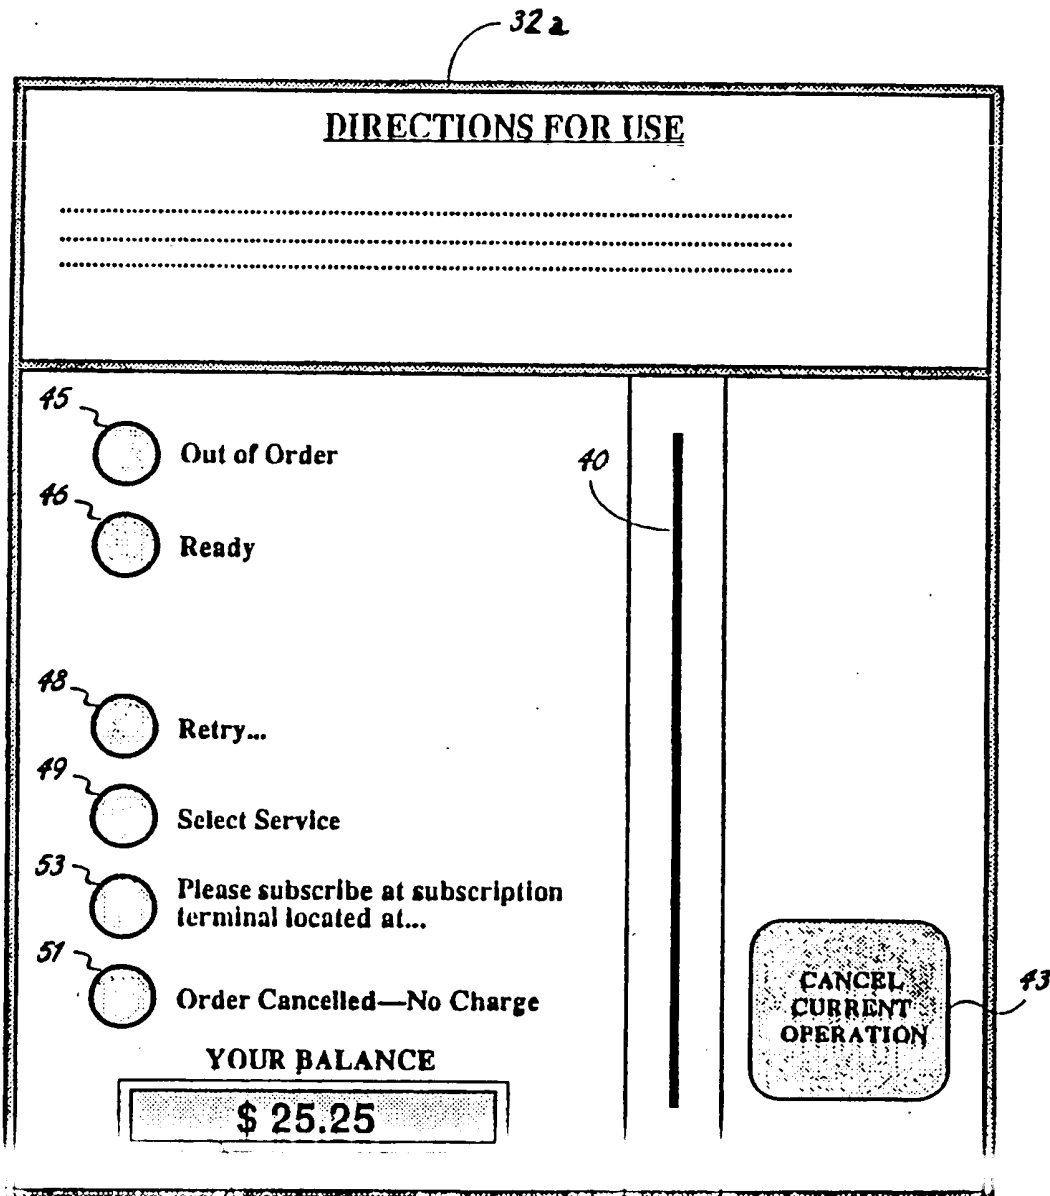 32a
DIRECTIONS FOR USE
45
Out of Order
40
46
Ready
48
Retry...
49
Select Service
53
Please subscribe at subscription
terminal located at...
51
Order Cancelled—No Charge
CANCEL
CURRENT
OPERATION
43
YOUR BALANCE
$ 25.25